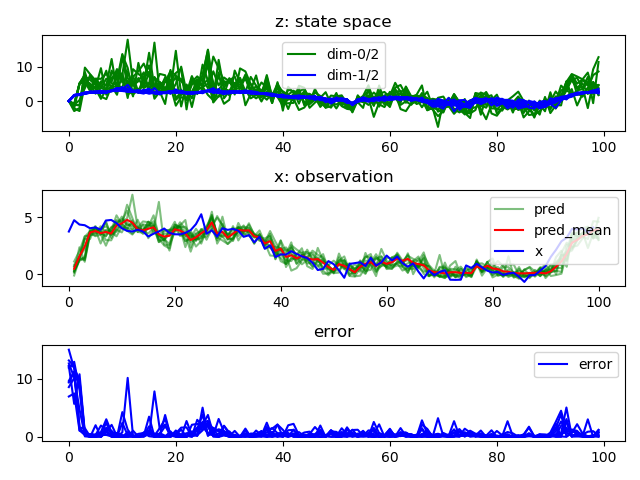 z: state space
10
0
dim-0/2
dim-1/2
0 20 40 60 80 100
x: observation
5
0
pred
pred_mean
x
0 20 40 60 80 100
error
10
0
error
0 20 40 60 80 100